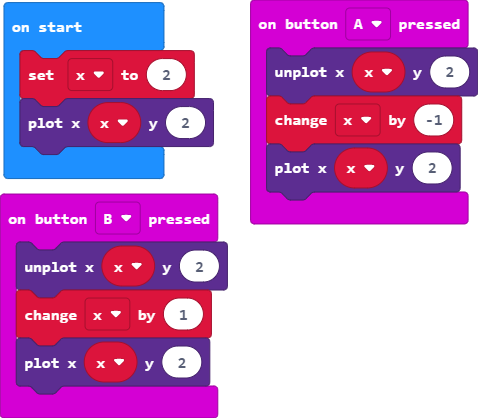 on start
set x to 2
plot x x y 2
on button A pressed
unplot x x y 2
change x by -1
plot x x y 2
on button B pressed
unplot x x y 2
change x by 1
plot x x y 2